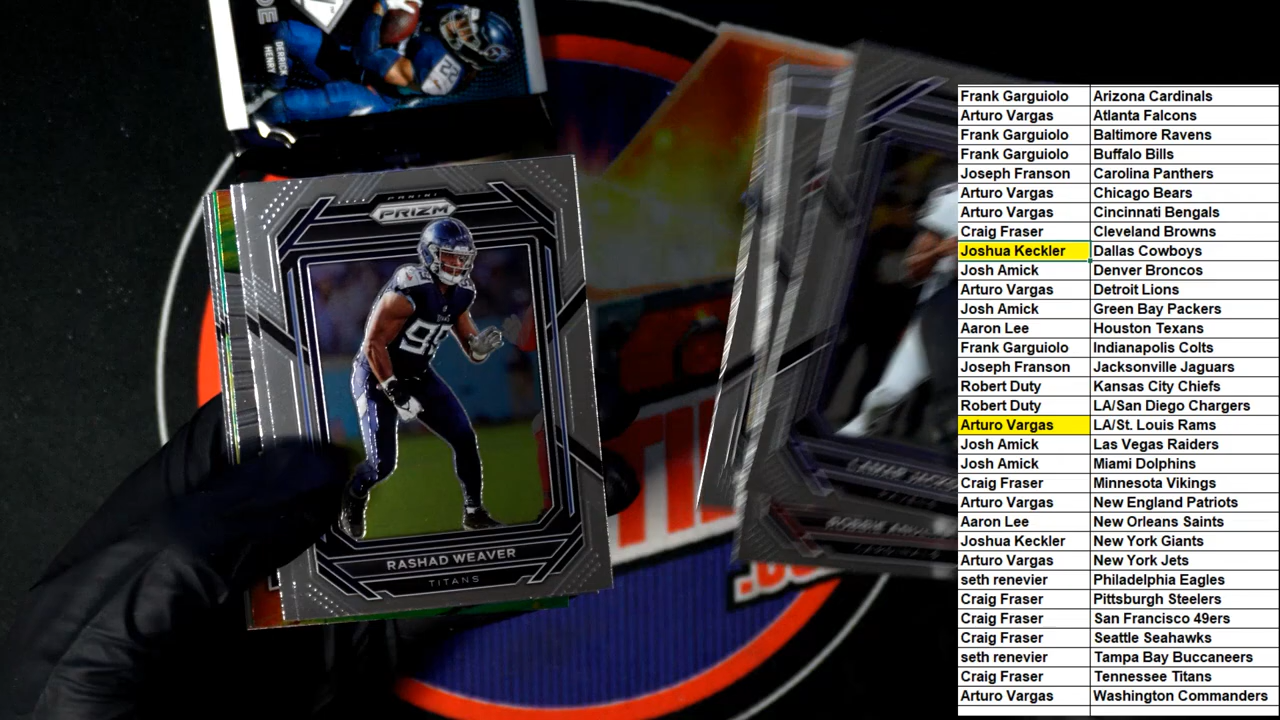 DERRICK
HENRY
22
PANINI
PRIZM
99
RASHAD WEAVER
TITANS
Frank Garguiolo Arizona Cardinals
Arturo Vargas Atlanta Falcons
Frank Garguiolo Baltimore Ravens
Frank Garguiolo Buffalo Bills
Joseph Franson Carolina Panthers
Arturo Vargas Chicago Bears
Arturo Vargas Cincinnati Bengals
Craig Fraser Cleveland Browns
Joshua Keckler Dallas Cowboys
Josh Amick Denver Broncos
Arturo Vargas Detroit Lions
Josh Amick Green Bay Packers
Aaron Lee Houston Texans
Frank Garguiolo Indianapolis Colts
Joseph Franson Jacksonville Jaguars
Robert Duty Kansas City Chiefs
Robert Duty LA/San Diego Chargers
Arturo Vargas LA/St. Louis Rams
Josh Amick Las Vegas Raiders
Josh Amick Miami Dolphins
Craig Fraser Minnesota Vikings
Arturo Vargas New England Patriots
Aaron Lee New Orleans Saints
Joshua Keckler New York Giants
Arturo Vargas New York Jets
seth renevier Philadelphia Eagles
Craig Fraser Pittsburgh Steelers
Craig Fraser San Francisco 49ers
Craig Fraser Seattle Seahawks
seth renevier Tampa Bay Buccaneers
Craig Fraser Tennessee Titans
Arturo Vargas Washington Commanders